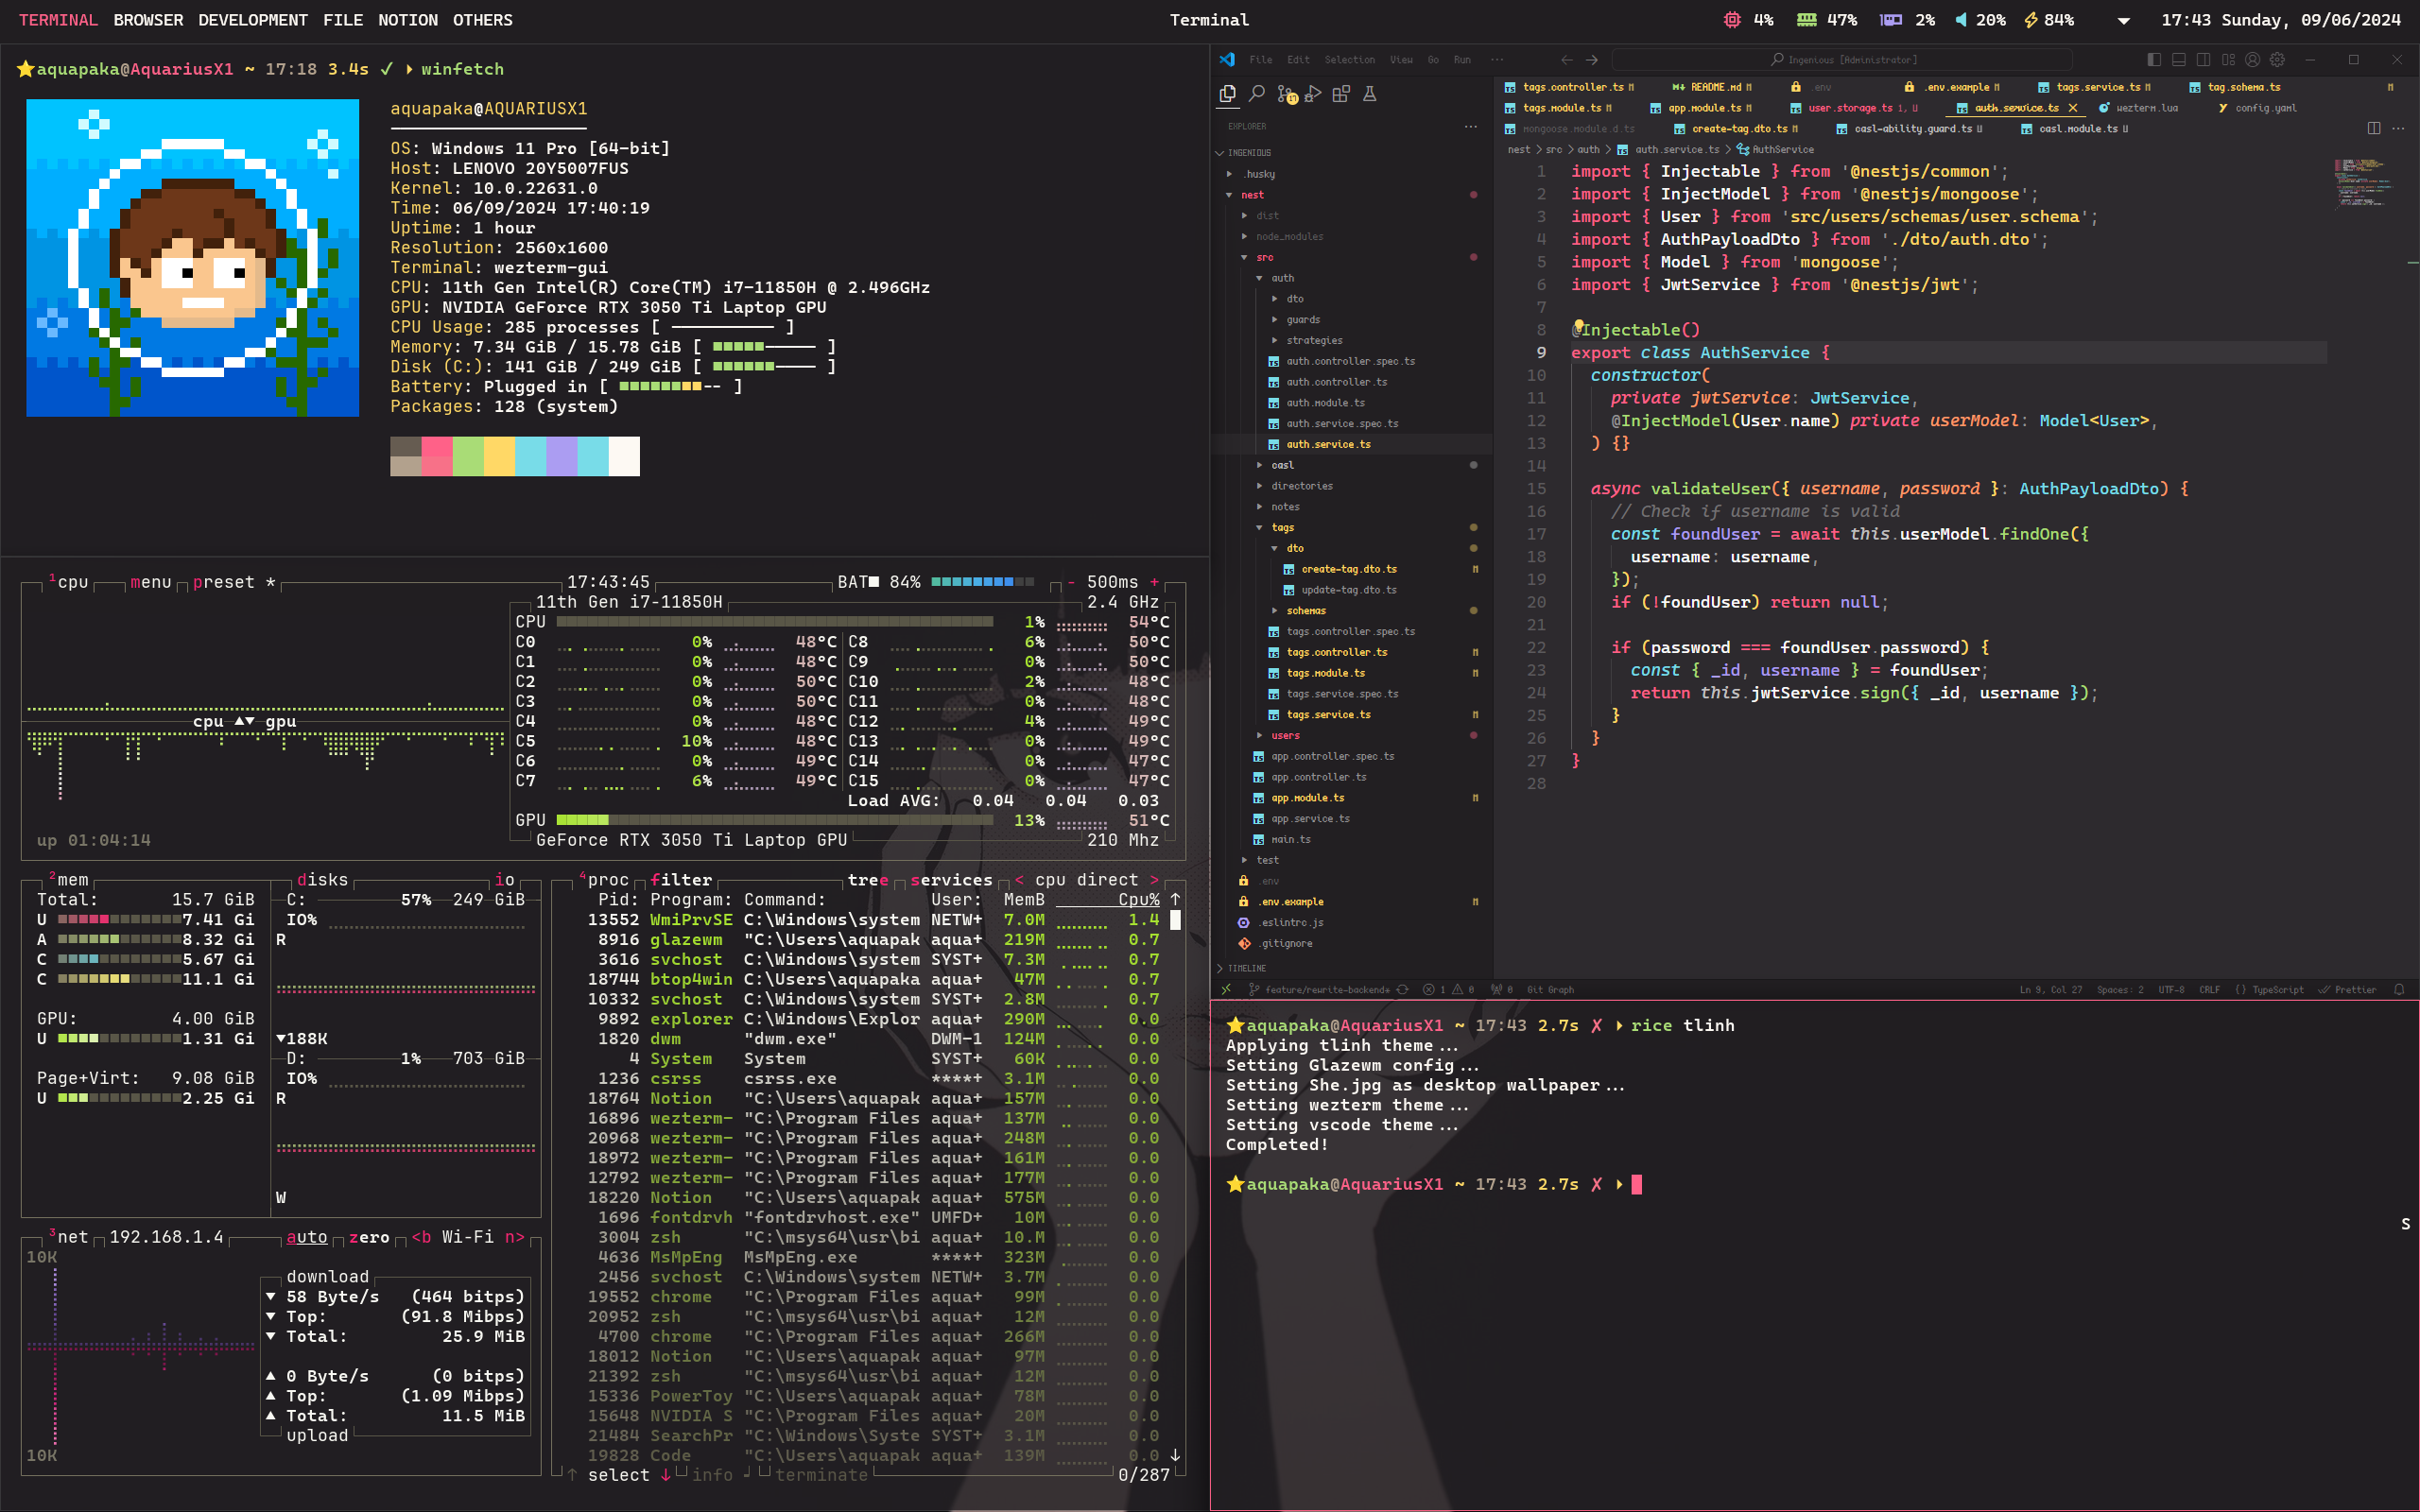 TERMINAL BROWSER DEVELOPMENT FILE NOTION OTHERS
Terminal
4% 47% 2% 20% 84% 17:43 Sunday, 09/06/2024
aquapaka@AquariusX1 ~ 17:18 3.4s ✓ winfetch
aquapaka@AQUARIUSX1
OS: Windows 11 Pro [64-bit]
Host: LENOVO 20Y5007FUS
Kernel: 10.0.22631.0
Time: 06/09/2024 17:40:19
Uptime: 1 hour
Resolution: 2560x1600
Terminal: wezterm-gui
CPU: 11th Gen Intel(R) Core(TM) i7-11850H @ 2.496GHz
GPU: NVIDIA GeForce RTX 3050 Ti Laptop GPU
CPU Usage: 285 processes [ ]
Memory: 7.34 GiB / 15.78 GiB [ ]
Disk (C:): 141 GiB / 249 GiB [ ]
Battery: Plugged in [ -- ]
Packages: 128 (system)
1cpu menu preset * 17:43:45 BAT 84% - 500ms +
11th Gen i7-11850H 2.4 GHz
CPU 1% 54°C
C0 0% 48°C C8 6% 50°C
C1 0% 48°C C9 0% 50°C
C2 0% 50°C C10 2% 48°C
C3 0% 50°C C11 0% 48°C
C4 0% 48°C C12 4% 49°C
cpu ▲▼ gpu
C5 10% 48°C C13 0% 49°C
C6 0% 49°C C14 0% 47°C
C7 6% 49°C C15 0% 47°C
Load AVG: 0.04 0.04 0.03
GPU 13% 51°C
up 01:04:14
GeForce RTX 3050 Ti Laptop GPU 210 Mhz
2mem disks io
Total: 15.7 GiB
U 7.41 Gi
A 8.32 Gi
C 5.67 Gi
C 11.1 Gi
GPU: 4.00 GiB
U 1.31 Gi
Page+Virt: 9.08 GiB
U 2.25 Gi
C: 57% 249 GiB
IO%
R
▼188K
D: 1% 703 GiB
IO%
R
W
3net 192.168.1.4 auto zero <b Wi-Fi n>
10K
download
▼ 58 Byte/s (464 bitps)
▼ Top: (91.8 Mibps)
▼ Total: 25.9 MiB
▲ 0 Byte/s (0 bitps)
▲ Top: (1.09 Mibps)
▲ Total: 11.5 MiB
upload
10K
4proc filter tree services < cpu direct >
Pid: Program: Command: User: MemB Cpu% ↑
13552 WmiPrvSE C:\Windows\system NETW+ 7.0M 1.4
8916 glazewm "C:\Users\aquapak aqua+ 219M 0.7
3616 svchost C:\Windows\system SYST+ 7.3M 0.7
18744 btop4win C:\Users\aquapaka aqua+ 47M 0.7
10332 svchost C:\Windows\system SYST+ 2.8M 0.7
9892 explorer C:\Windows\Explor aqua+ 290M 0.0
1820 dwm "dwm.exe" DWM-1 124M 0.0
4 System System SYST+ 60K 0.0
1236 csrss csrss.exe ****+ 3.1M 0.0
18764 Notion "C:\Users\aquapak aqua+ 157M 0.0
16896 wezterm- "C:\Program Files aqua+ 137M 0.0
20968 wezterm- "C:\Program Files aqua+ 248M 0.0
18972 wezterm- "C:\Program Files aqua+ 161M 0.0
12792 wezterm- "C:\Program Files aqua+ 177M 0.0
18220 Notion "C:\Users\aquapak aqua+ 575M 0.0
1696 fontdrvh "fontdrvhost.exe" UMFD+ 10M 0.0
3004 zsh "C:\msys64\usr\bi aqua+ 10.M 0.0
4636 MsMpEng MsMpEng.exe ****+ 323M 0.0
2456 svchost C:\Windows\system NETW+ 3.7M 0.0
19552 chrome "C:\Program Files aqua+ 99M 0.0
20952 zsh "C:\msys64\usr\bi aqua+ 12M 0.0
4700 chrome "C:\Program Files aqua+ 266M 0.0
18012 Notion "C:\Users\aquapak aqua+ 97M 0.0
21392 zsh "C:\msys64\usr\bi aqua+ 12M 0.0
15336 PowerToy "C:\Users\aquapak aqua+ 78M 0.0
15648 NVIDIA S "C:\Program Files aqua+ 20M 0.0
21484 SearchPr "C:\Windows\Syste SYST+ 3.1M 0.0
19828 Code "C:\Users\aquapak aqua+ 139M 0.0 ↓
↑ select ↓ info ┘ terminate 0/287
File Edit Selection View Go Run ···
Ingenious [Administrator]
EXPLORER ···
INGENIOUS
.husky
nest
dist
node_modules
src
auth
dto
guards
strategies
auth.controller.spec.ts
auth.controller.ts
auth.module.ts
auth.service.spec.ts
auth.service.ts
casl
directories
notes
tags
dto
create-tag.dto.ts M
update-tag.dto.ts
schemas
tags.controller.spec.ts
tags.controller.ts M
tags.module.ts M
tags.service.spec.ts
tags.service.ts M
users
app.controller.spec.ts
app.controller.ts
app.module.ts M
app.service.ts
main.ts
test
.env
.env.example M
.eslintrc.js
.gitignore
TIMELINE
tags.controller.ts M README.md M .env .env.example M tags.service.ts M tag.schema.ts M
tags.module.ts M app.module.ts M user.storage.ts 1, U auth.service.ts wezterm.lua config.yaml
mongoose.module.d.ts create-tag.dto.ts M casl-ability.guard.ts U casl.module.ts U
nest > src > auth > auth.service.ts > AuthService
1 import { Injectable } from '@nestjs/common';
2 import { InjectModel } from '@nestjs/mongoose';
3 import { User } from 'src/users/schemas/user.schema';
4 import { AuthPayloadDto } from './dto/auth.dto';
5 import { Model } from 'mongoose';
6 import { JwtService } from '@nestjs/jwt';
7
8 @Injectable()
9 export class AuthService {
10 constructor(
11 private jwtService: JwtService,
12 @InjectModel(User.name) private userModel: Model<User>,
13 ) {}
14
15 async validateUser({ username, password }: AuthPayloadDto) {
16 // Check if username is valid
17 const foundUser = await this.userModel.findOne({
18 username: username,
19 });
20 if (!foundUser) return null;
21
22 if (password === foundUser.password) {
23 const { _id, username } = foundUser;
24 return this.jwtService.sign({ _id, username });
25 }
26 }
27 }
28
feature/rewrite-backend* 1 0 0 Git Graph
Ln 9, Col 27 Spaces: 2 UTF-8 CRLF {} TypeScript Prettier
aquapaka@AquariusX1 ~ 17:43 2.7s ✗ rice tlinh
Applying tlinh theme...
Setting Glazewm config...
Setting She.jpg as desktop wallpaper...
Setting wezterm theme...
Setting vscode theme...
Completed!
aquapaka@AquariusX1 ~ 17:43 2.7s ✗
S